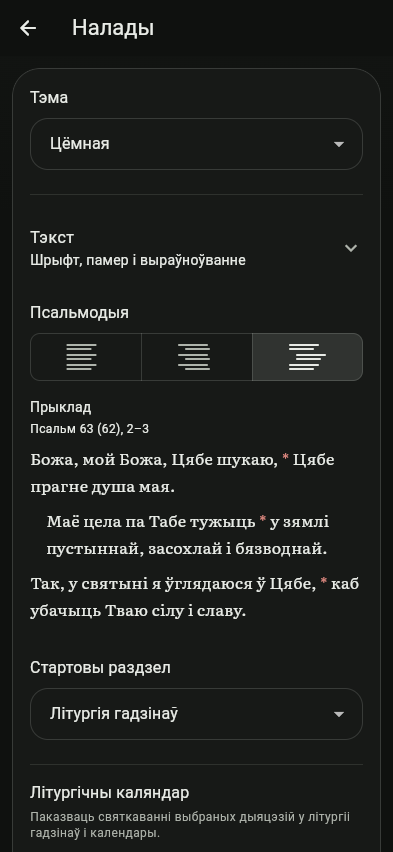 Налады
Тэма
Цёмная
Тэкст
Шрыфт, памер і выраўноўванне
Псальмодыя
Прыклад
Псальм 63 (62), 2–3
Божа, мой Божа, Цябе шукаю, * Цябе
прагне душа мая.
Маё цела па Табе тужыць * у зямлі
пустыннай, засохлай і бязводнай.
Так, у святыні я ўглядаюся ў Цябе, * каб
убачыць Тваю сілу і славу.
Стартовы раздзел
Літургія гадзінаў
Літургічны каляндар
Паказваць святкаванні выбраных дыяцэзій у літургіі
гадзінаў і календары.